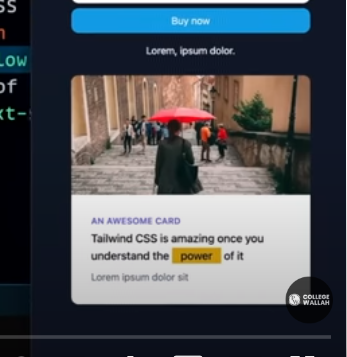 SS
Buy now
Lorem, ipsum dolor.
low
of
xt-
AN AWESOME CARD
Tailwind CSS is amazing once you
understand the power of it
Lorem ipsum dolor sit
COLLEGE
WALLAH